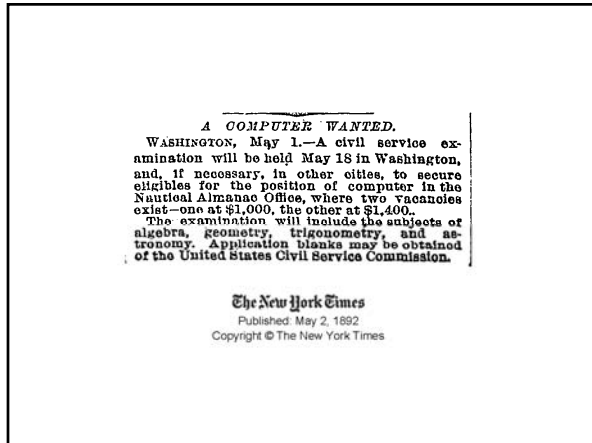 A COMPUTER WANTED.
WASHINGTON, May 1.—A civil service ex-
amination will be held May 18 in Washington,
and, if necessary, in other cities, to secure
eligibles for the position of computer in the
Nautical Almanac Office, where two vacancies
exist—one at $1,000, the other at $1,400..
The examination will include the subjects of
algebra, geometry, trigonometry, and as-
tronomy. Application blanks may be obtained
of the United States Civil Service Commission.
The New York Times
Published: May 2, 1892
Copyright © The New York Times